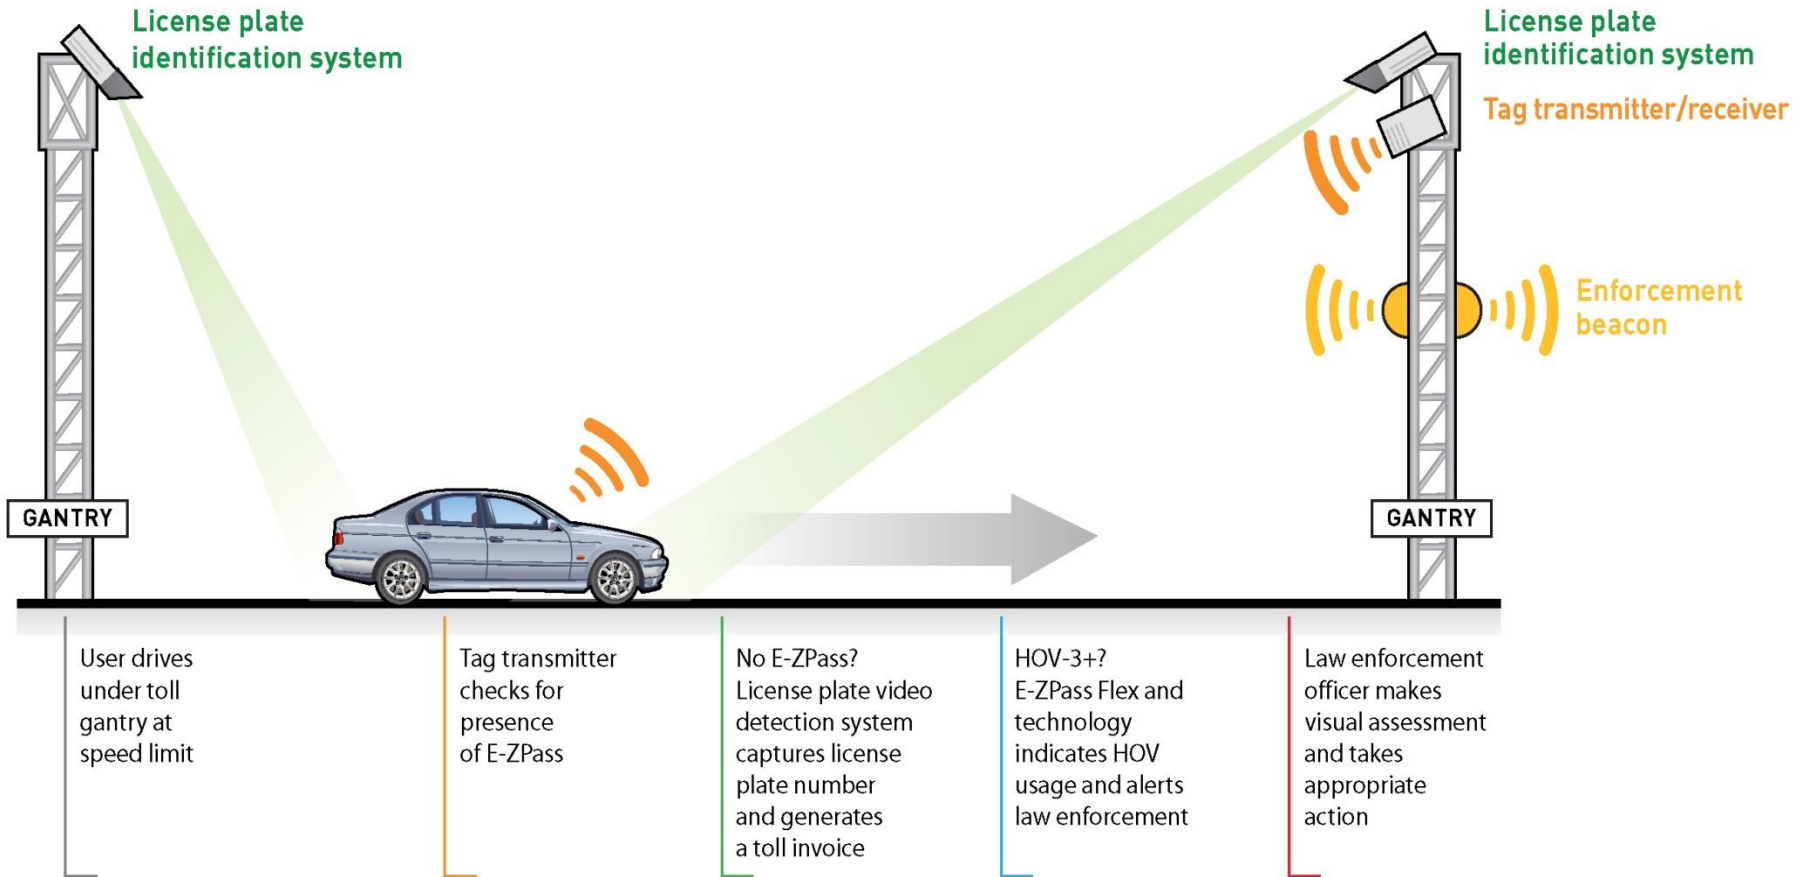 License plate
identification system
License plate
identification system
Tag transmitter/receiver
Enforcement
beacon
GANTRY
GANTRY
User drives
under toll
gantry at
speed limit
Tag transmitter
checks for
presence
of E-ZPass
No E-ZPass?
License plate video
detection system
captures license
plate number
and generates
a toll invoice
HOV-3+?
E-ZPass Flex and
technology
indicates HOV
usage and alerts
law enforcement
Law enforcement
officer makes
visual assessment
and takes
appropriate
action